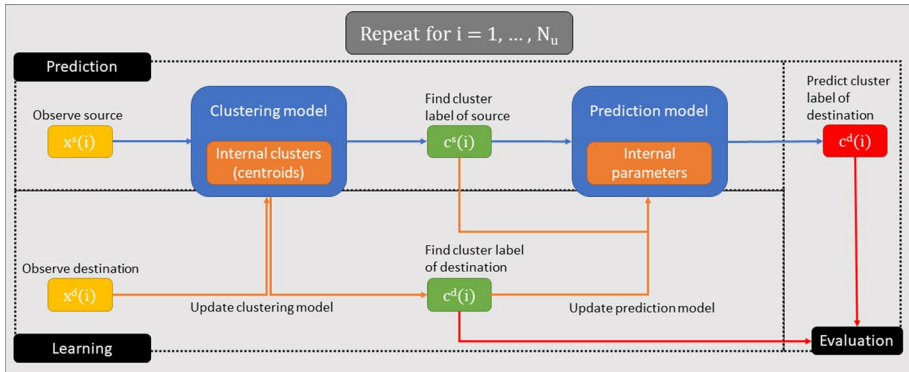 Repeat for i = 1, … , Nᵤ
Prediction
Observe source
xˢ(i)
Clustering model
Internal clusters
(centroids)
Find cluster
label of source
cˢ(i)
Prediction model
Internal
parameters
Predict cluster
label of
destination
cᵈ(i)
Observe destination
xᵈ(i)
Update clustering model
Find cluster label
of destination
cᵈ(i)
Update prediction model
Learning
Evaluation